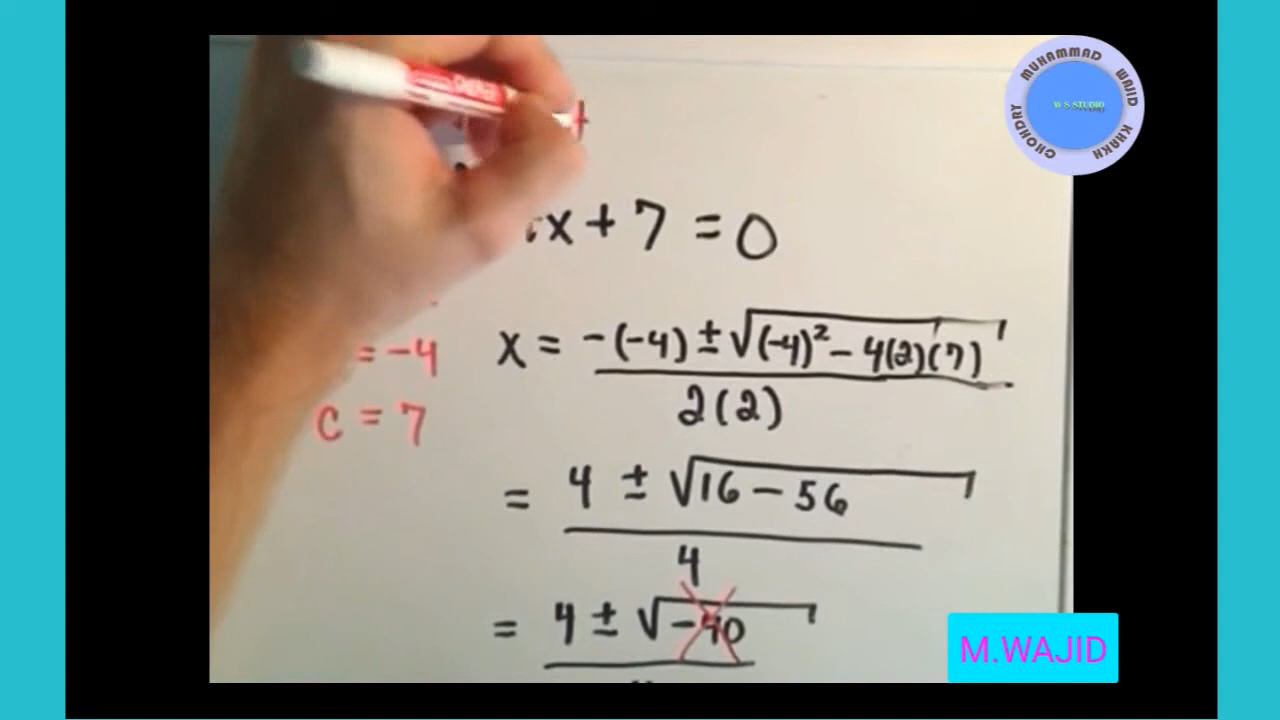 MUHAMMAD WAJID KHAKH CHOHDRY
W S STUDIO
x + 7 = 0
= -4
c = 7
x = -(-4) ± √(-4)² - 4(2)(7)
2(2)
= 4 ± √16 - 56
4
= 4 ± √-40
M.WAJID